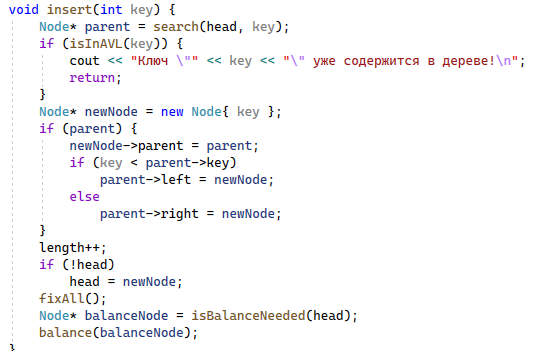 void insert(int key) {
    Node* parent = search(head, key);
    if (isInAVL(key)) {
        cout << "Ключ \"" << key << "\" уже содержится в дереве!\n";
        return;
    }
    Node* newNode = new Node{ key };
    if (parent) {
        newNode->parent = parent;
        if (key < parent->key)
            parent->left = newNode;
        else
            parent->right = newNode;
    }
    length++;
    if (!head)
        head = newNode;
    fixAll();
    Node* balanceNode = isBalanceNeeded(head);
    balance(balanceNode);
}